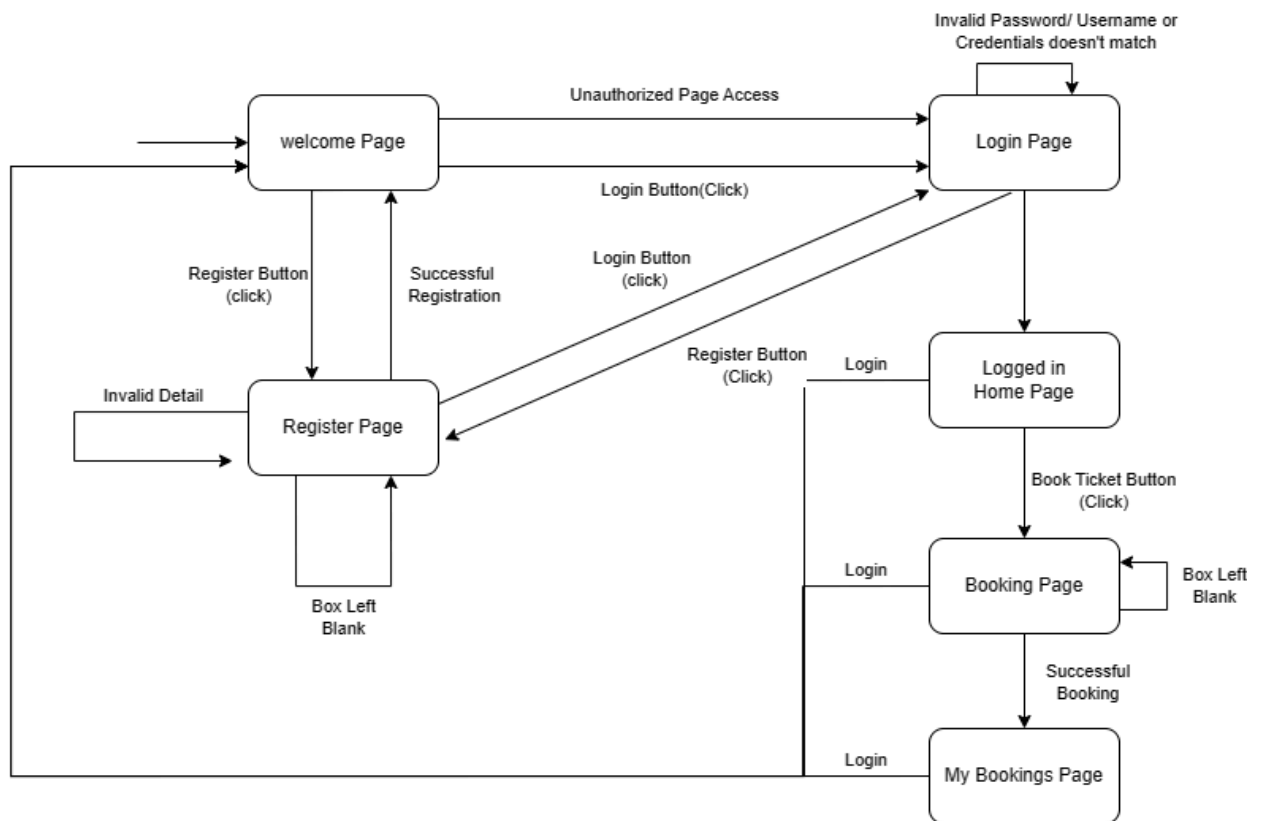 Invalid Password/ Username or
Credentials doesn't match
Unauthorized Page Access
welcome Page
Login Page
Login Button(Click)
Login Button
(click)
Register Button
(click)
Successful
Registration
Register Button
(Click)
Login
Logged in
Home Page
Invalid Detail
Register Page
Book Ticket Button
(Click)
Login
Booking Page
Box Left
Blank
Box Left
Blank
Successful
Booking
Login
My Bookings Page